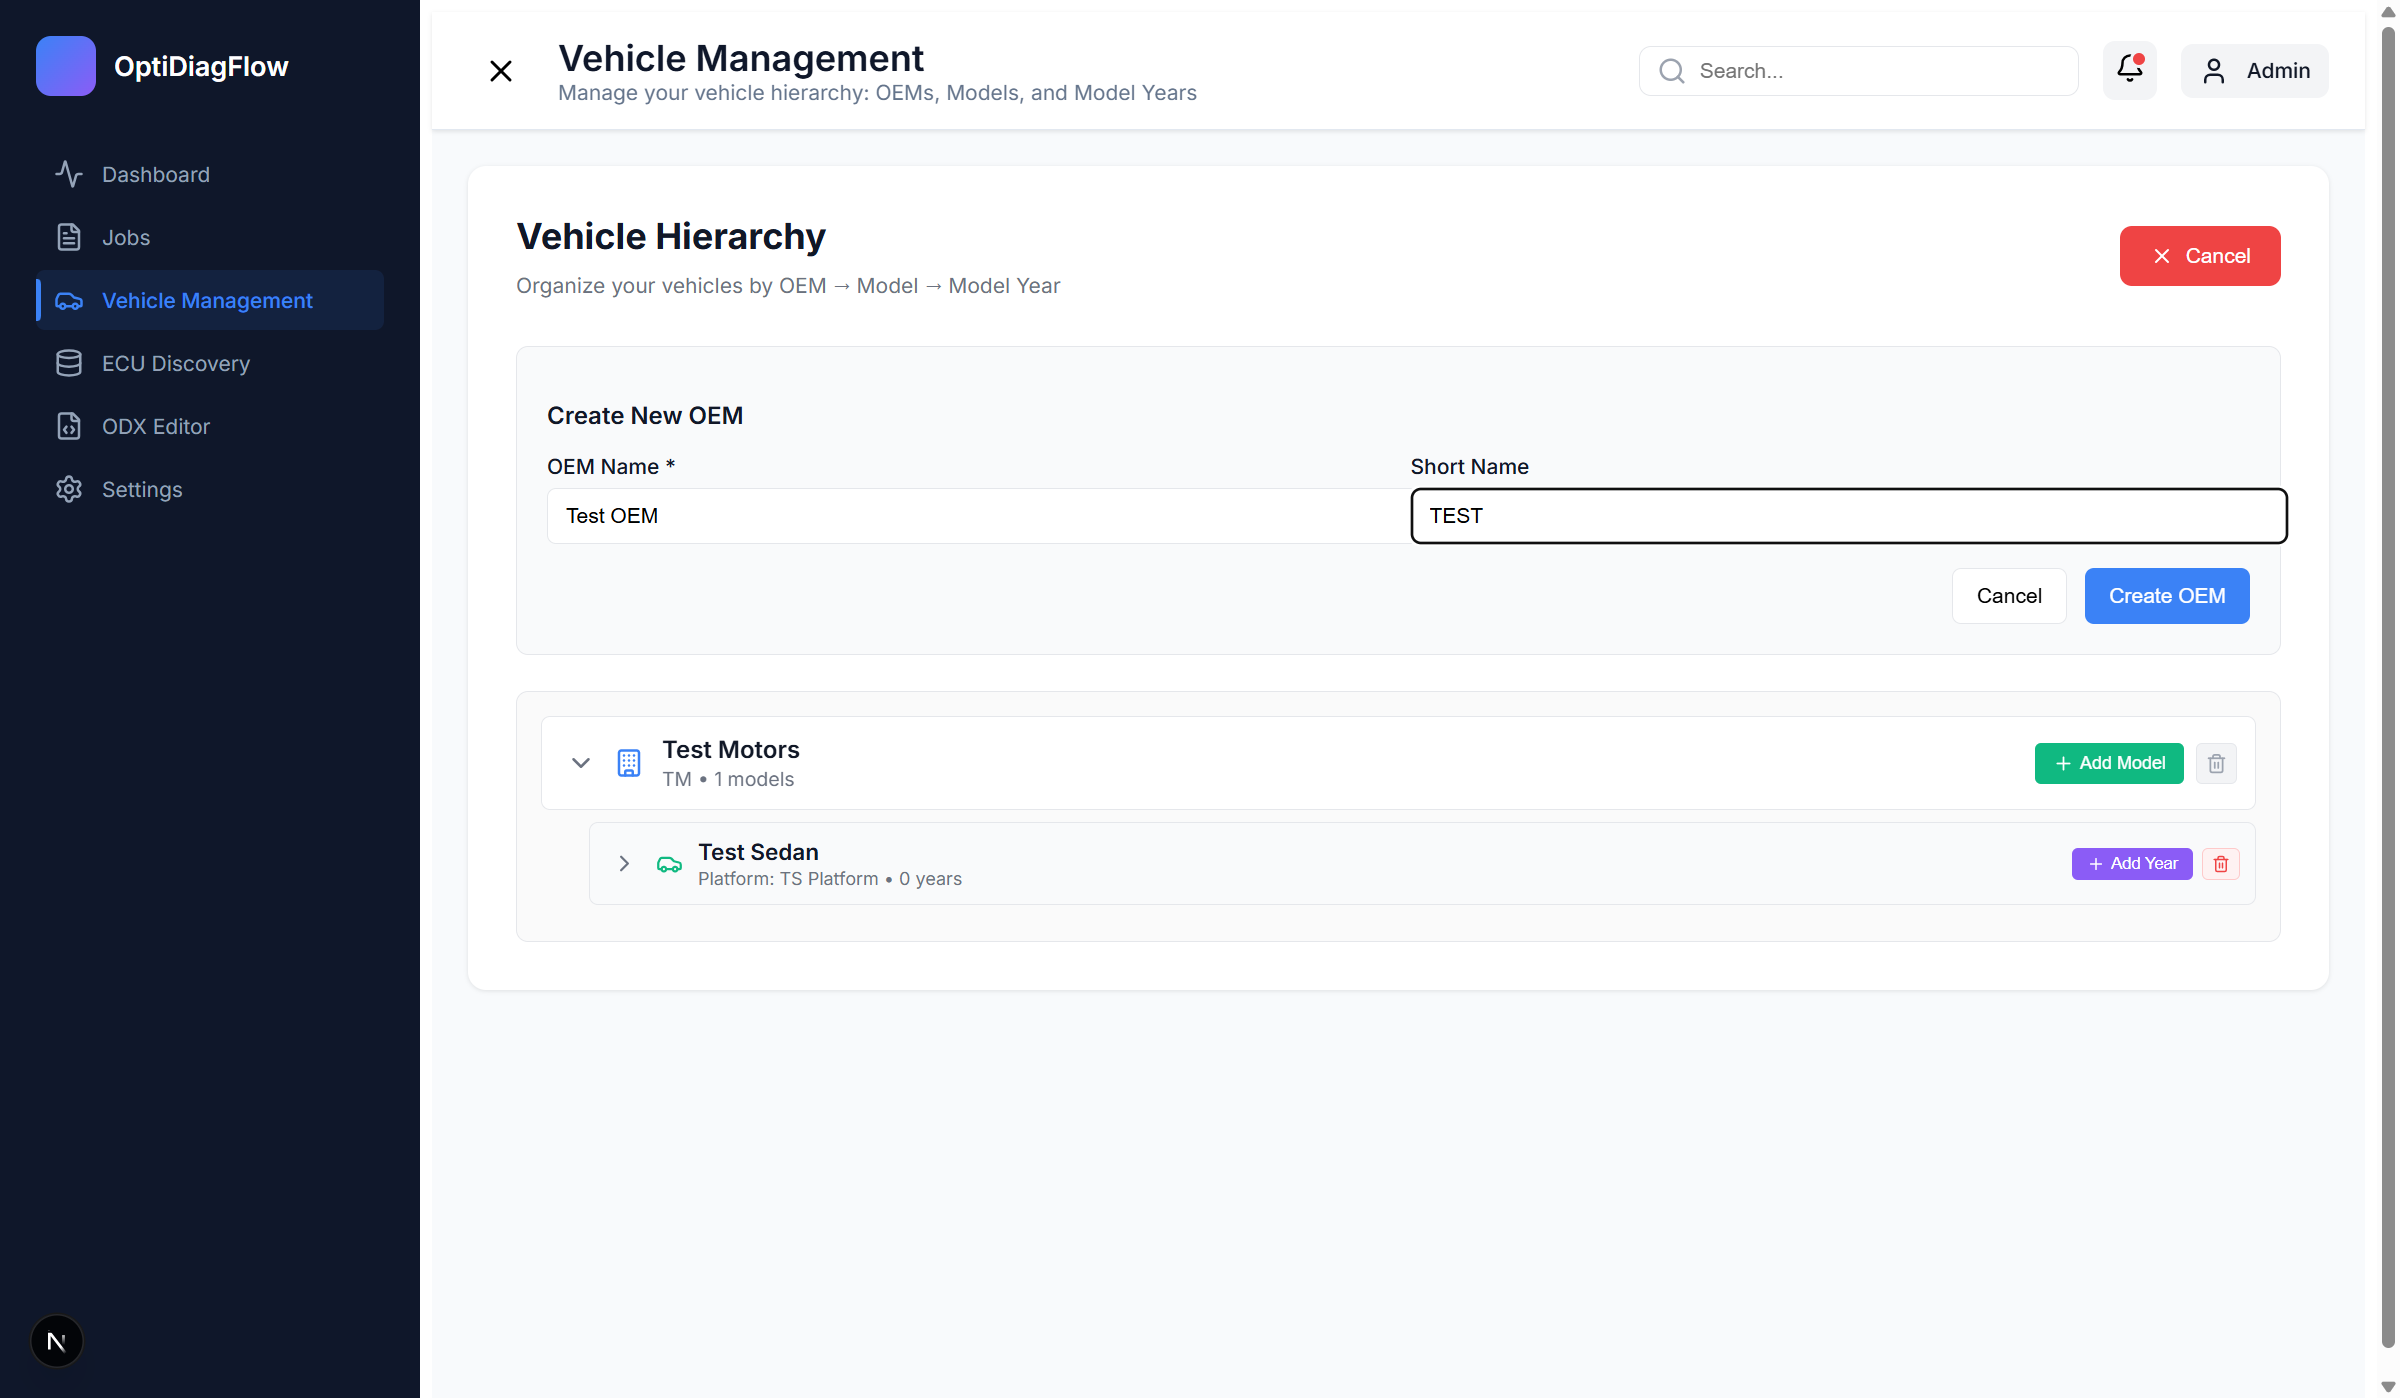 OptiDiagFlow
Dashboard
Jobs
Vehicle Management
ECU Discovery
ODX Editor
Settings
N
Vehicle Management
Manage your vehicle hierarchy: OEMs, Models, and Model Years
Search...
Admin
Vehicle Hierarchy
Organize your vehicles by OEM → Model → Model Year
Cancel
Create New OEM
OEM Name *
Short Name
Test OEM
TEST
Cancel
Create OEM
Test Motors
TM • 1 models
Add Model
Test Sedan
Platform: TS Platform • 0 years
Add Year